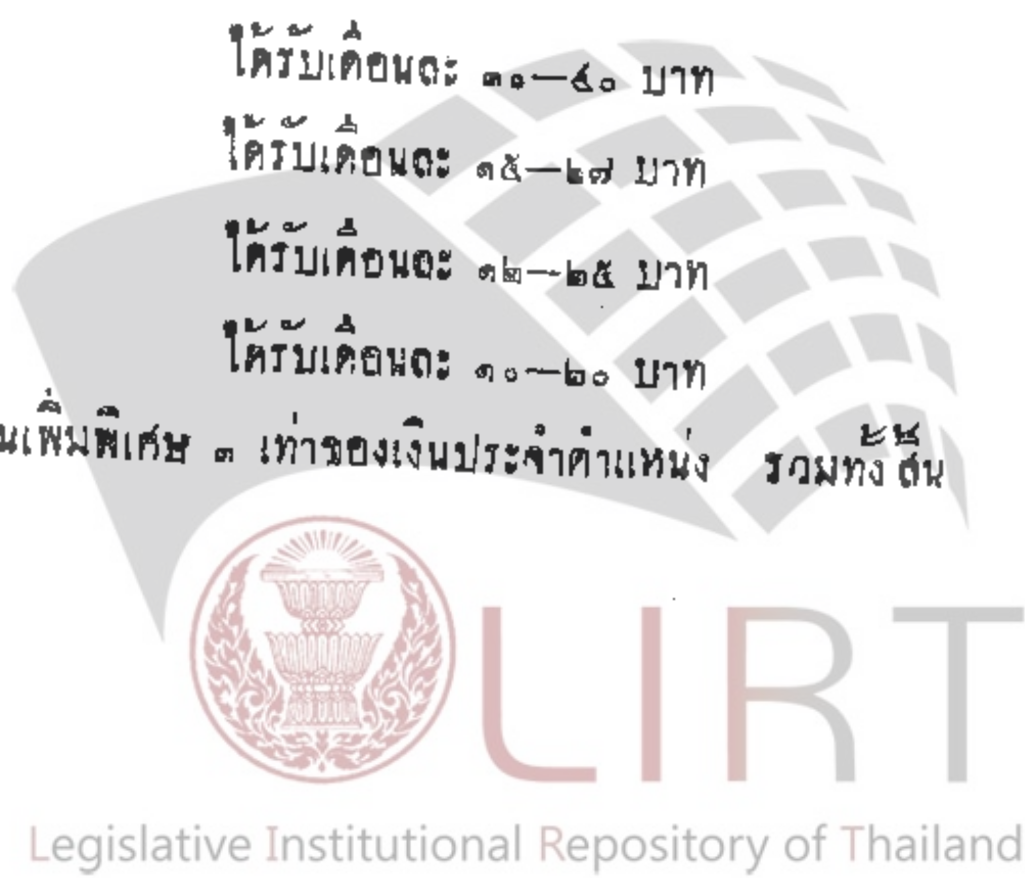 ได้รับเดือนละ ๓๐—๔๐ บาท
ได้รับเดือนละ ๑๕—๒๗ บาท
ได้รับเดือนละ ๑๒—๒๕ บาท
ได้รับเดือนละ ๑๐—๒๐ บาท
นเพิ่มพิเศษ ๓ เท่าของเงินประจำตำแหน่ง รวมทั้งสิ้น
LIRT
Legislative Institutional Repository of Thailand